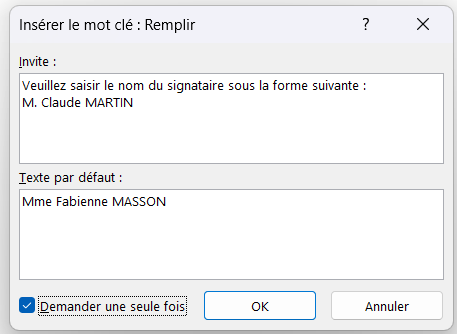 Insérer le mot clé : Remplir
?
Invite :
Veuillez saisir le nom du signataire sous la forme suivante :
M. Claude MARTIN
Texte par défaut :
Mme Fabienne MASSON
Demander une seule fois
OK
Annuler